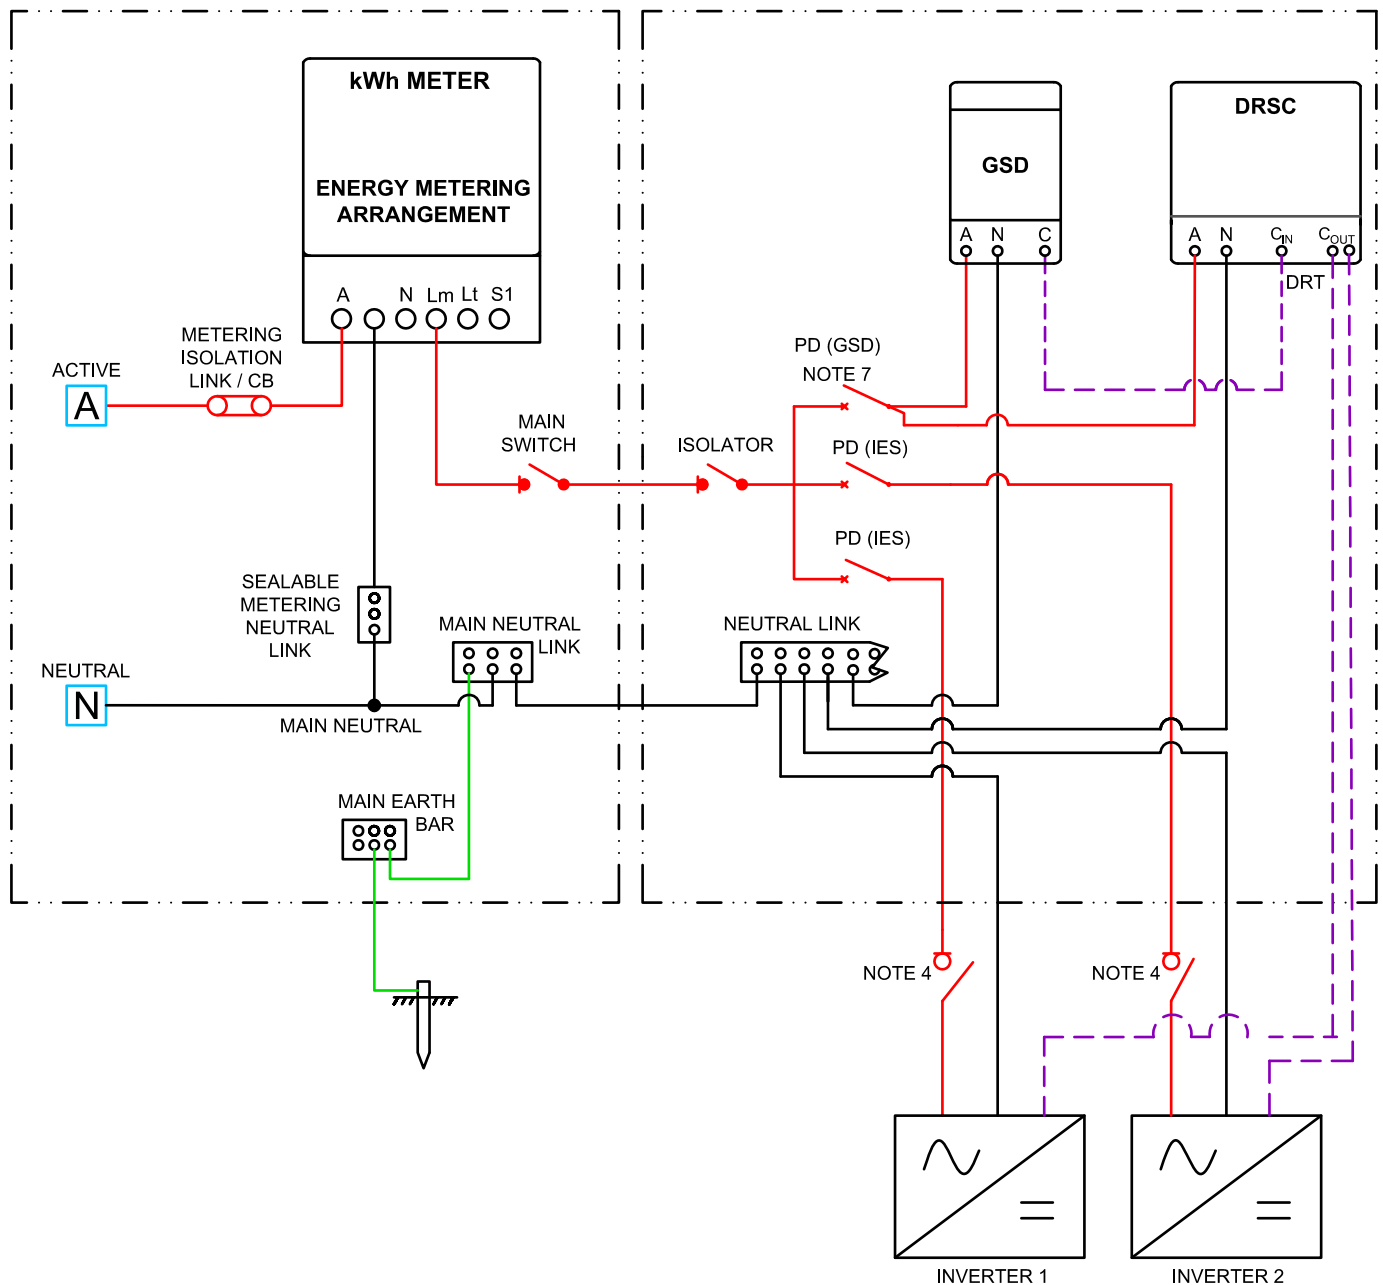 kWh METER
ENERGY METERING
ARRANGEMENT
A
N
Lm
Lt
S1
METERING
ISOLATION
LINK / CB
ACTIVE
A
MAIN
SWITCH
SEALABLE
METERING
NEUTRAL
LINK
MAIN NEUTRAL
LINK
NEUTRAL
N
MAIN NEUTRAL
MAIN EARTH
BAR
GSD
A
N
C
DRSC
A
N
CIN
COUT
DRT
PD (GSD)
NOTE 7
ISOLATOR
PD (IES)
PD (IES)
NEUTRAL LINK
NOTE 4
NOTE 4
INVERTER 1
INVERTER 2